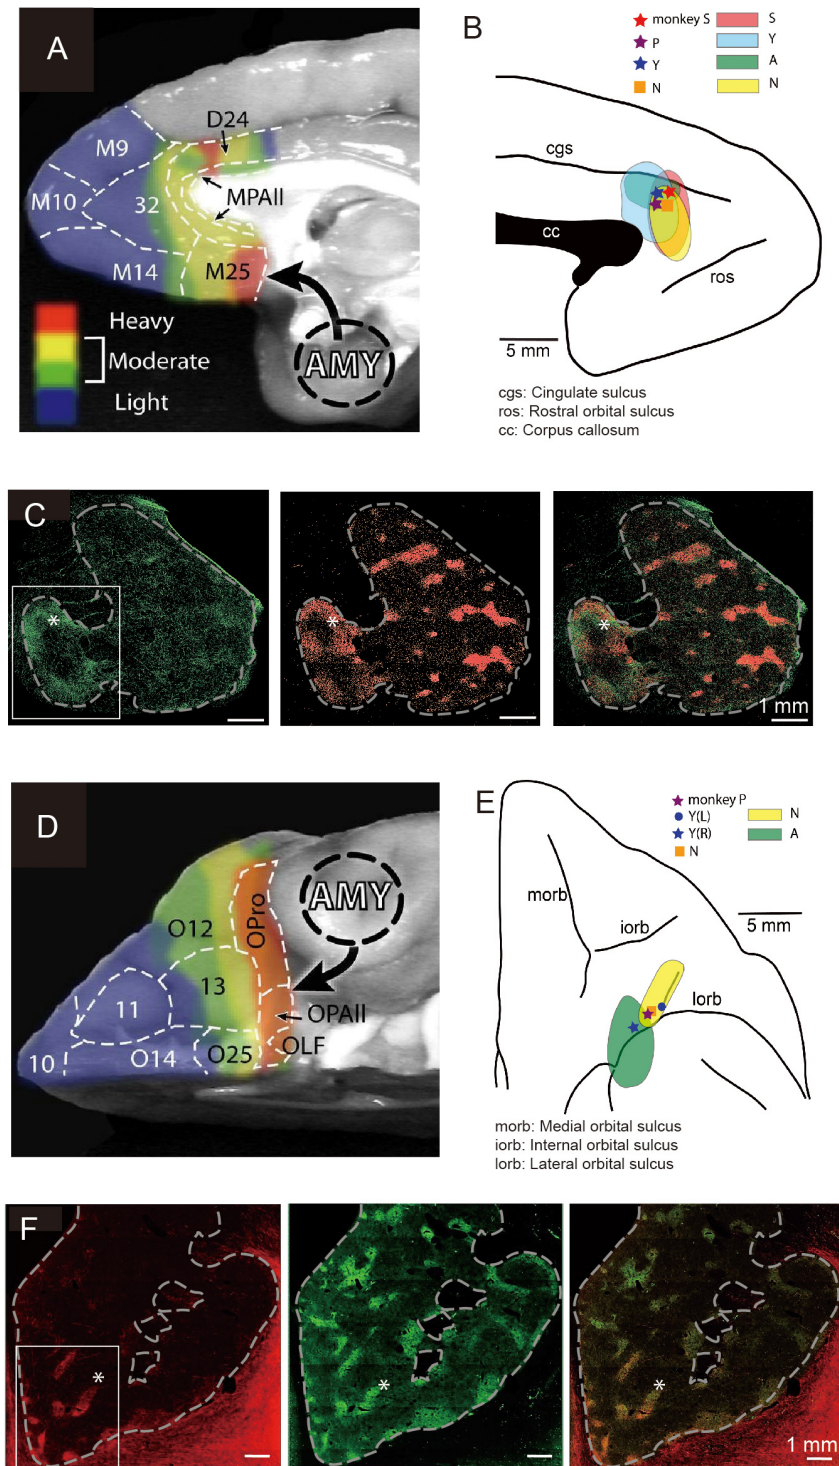 A
M9
D24
M10
32
MPAll
M14
M25
AMY
Heavy
Moderate
Light
B
monkey S
S
P
Y
Y
A
N
N
cgs
cc
ros
5 mm
cgs: Cingulate sulcus
ros: Rostral orbital sulcus
cc: Corpus callosum
C
*
*
*
1 mm
D
AMY
OPro
O12
13
11
OPAll
OLF
O25
O14
10
E
monkey P
N
Y(L)
A
Y(R)
N
morb
iorb
lorb
5 mm
morb: Medial orbital sulcus
iorb: Internal orbital sulcus
lorb: Lateral orbital sulcus
F
*
*
*
1 mm